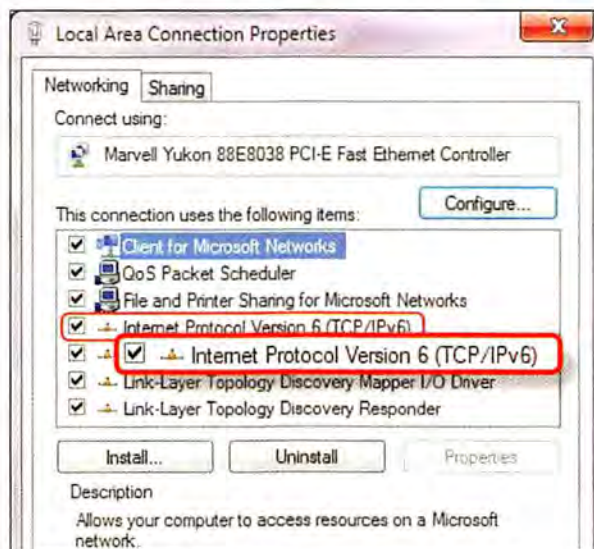 Local Area Connection Properties
Networking
Sharing
Connect using:
Marvell Yukon 88E8038 PCI-E Fast Ethernet Controller
This connection uses the following items:
Configure...
Client for Microsoft Networks
QoS Packet Scheduler
File and Printer Sharing for Microsoft Networks
Internet Protocol Version 6 (TCP/IPv6)
Internet Protocol Version 6 (TCP/IPv6)
Link-Layer Topology Discovery Mapper I/O Driver
Link-Layer Topology Discovery Responder
Install...
Uninstall
Properties
Description
Allows your computer to access resources on a Microsoft
network.